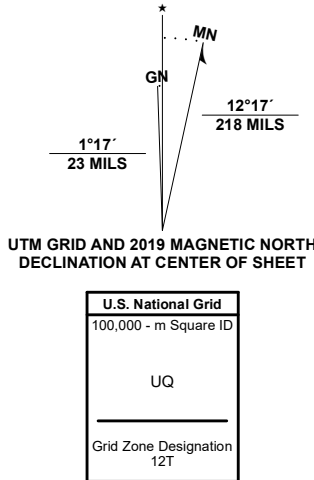 ★
MN
GN
12°17´
218 MILS
1°17´
23 MILS
UTM GRID AND 2019 MAGNETIC NORTH
DECLINATION AT CENTER OF SHEET
U.S. National Grid
100,000 - m Square ID
UQ
Grid Zone Designation
12T